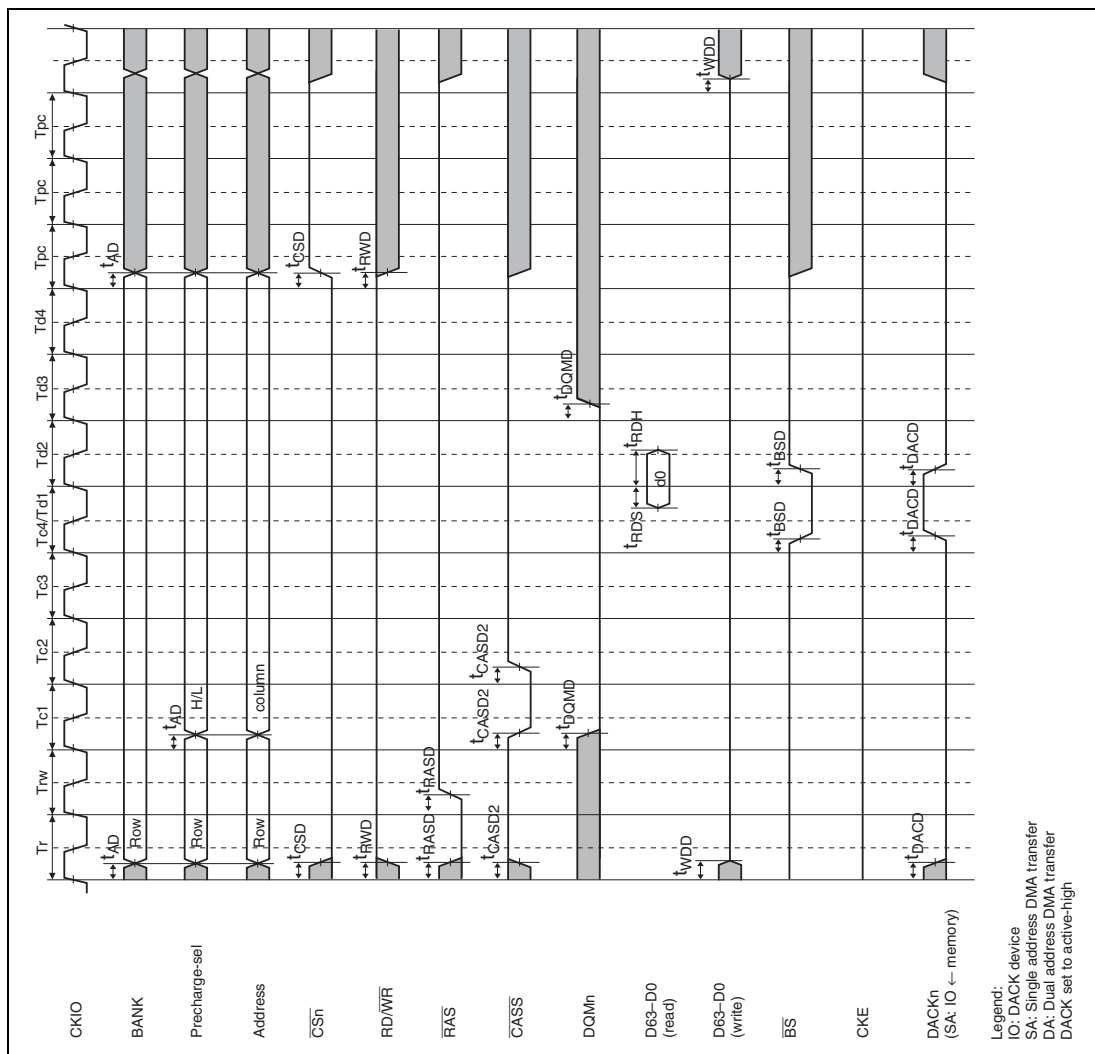 Tr Trw Tc1 Tc2 Tc3 Tc4/Td1 Td2 Td3 Td4 Tpc Tpc Tpc
CKIO
tAD tAD
BANK Row
tAD
Precharge-sel Row H/L
Address Row column
tCSD tCSD
CSn
tRWD tRWD
RD/WR
tRASD tRASD
RAS
tCASD2 tCASD2 tCASD2
CASS
tDQMD tDQMD
DQMn
tRDS tRDH
D63–D0
(read)
d0
tWDD tWDD
D63–D0
(write)
tBSD tBSD
BS
CKE
tDACD tDACD tDACD
DACKn
(SA: IO ← memory)
Legend:
IO: DACK device
SA: Single address DMA transfer
DA: Dual address DMA transfer
DACK set to active-high